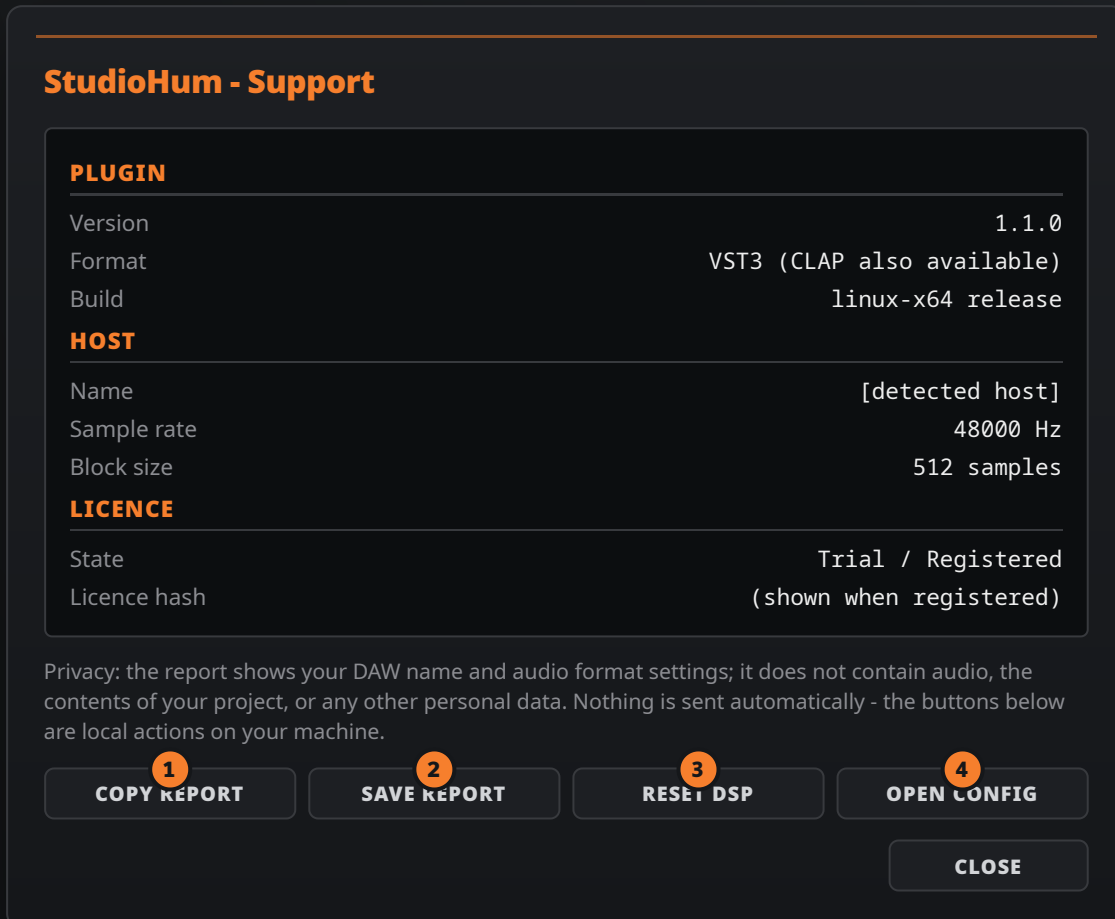 StudioHum - Support
PLUGIN
Version 1.1.0
Format VST3 (CLAP also available)
Build linux-x64 release
HOST
Name [detected host]
Sample rate 48000 Hz
Block size 512 samples
LICENCE
State Trial / Registered
Licence hash (shown when registered)
Privacy: the report shows your DAW name and audio format settings; it does not contain audio, the
contents of your project, or any other personal data. Nothing is sent automatically - the buttons below
are local actions on your machine.
1 2 3 4
COPY REPORT SAVE REPORT RESET DSP OPEN CONFIG
CLOSE